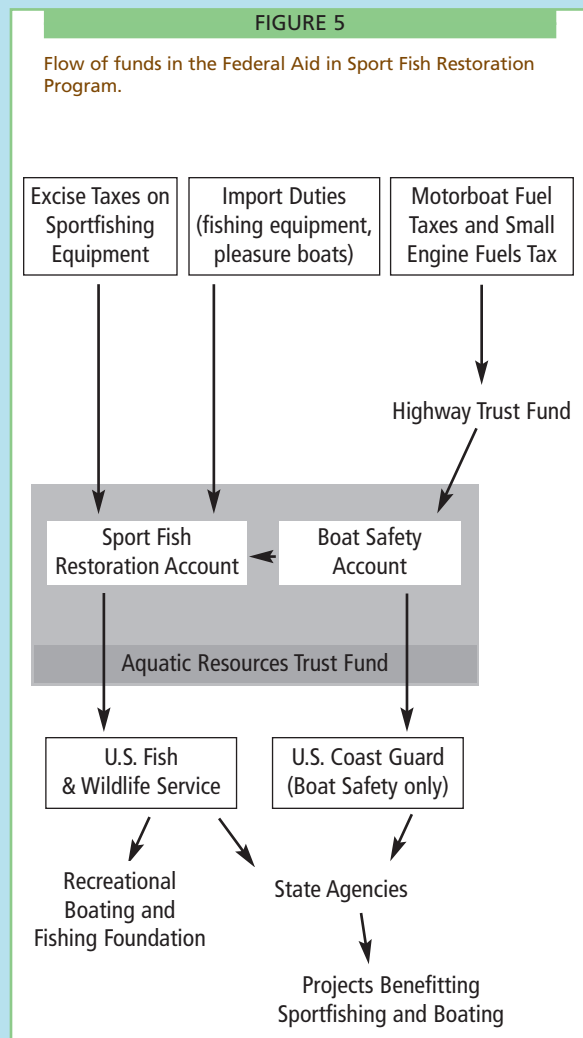 FIGURE 5
Flow of funds in the Federal Aid in Sport Fish Restoration
Program.
Excise Taxes on
Sportfishing
Equipment
Import Duties
(fishing equipment,
pleasure boats)
Motorboat Fuel
Taxes and Small
Engine Fuels Tax
Highway Trust Fund
Sport Fish
Restoration Account
Boat Safety
Account
Aquatic Resources Trust Fund
U.S. Fish
& Wildlife Service
U.S. Coast Guard
(Boat Safety only)
Recreational
Boating and
Fishing Foundation
State Agencies
Projects Benefitting
Sportfishing and Boating